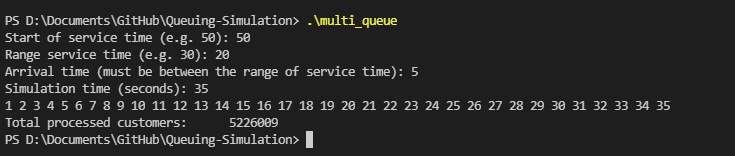 PS D:\Documents\GitHub\Queuing-Simulation> .\multi_queue
Start of service time (e.g. 50): 50
Range service time (e.g. 30): 20
Arrival time (must be between the range of service time): 5
Simulation time (seconds): 35
1 2 3 4 5 6 7 8 9 10 11 12 13 14 15 16 17 18 19 20 21 22 23 24 25 26 27 28 29 30 31 32 33 34 35
Total processed customers:      5226009
PS D:\Documents\GitHub\Queuing-Simulation>